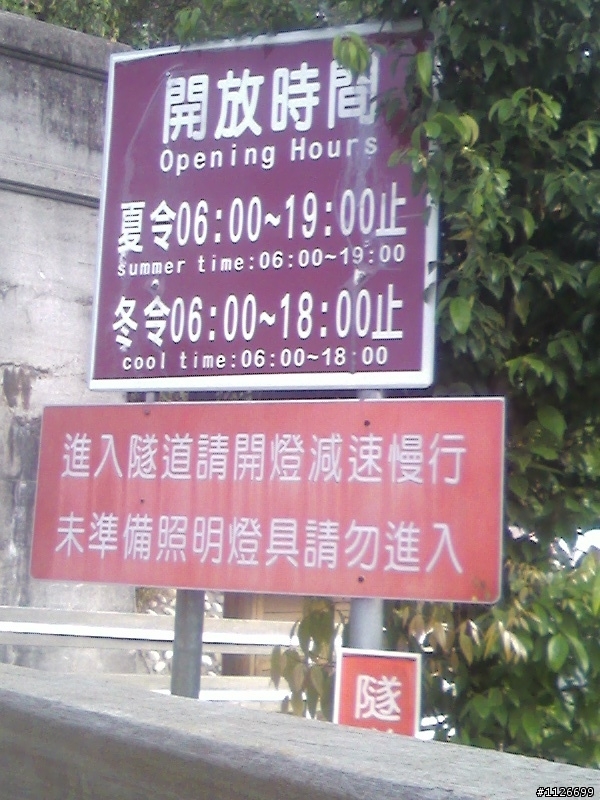 開放時間
Opening Hours
夏令06:00~19:00止
summer time:06:00~19:00
冬令06:00~18:00止
cool time:06:00~18:00
進入隧道請開燈減速慢行
未準備照明燈具請勿進入
隧
#1126699